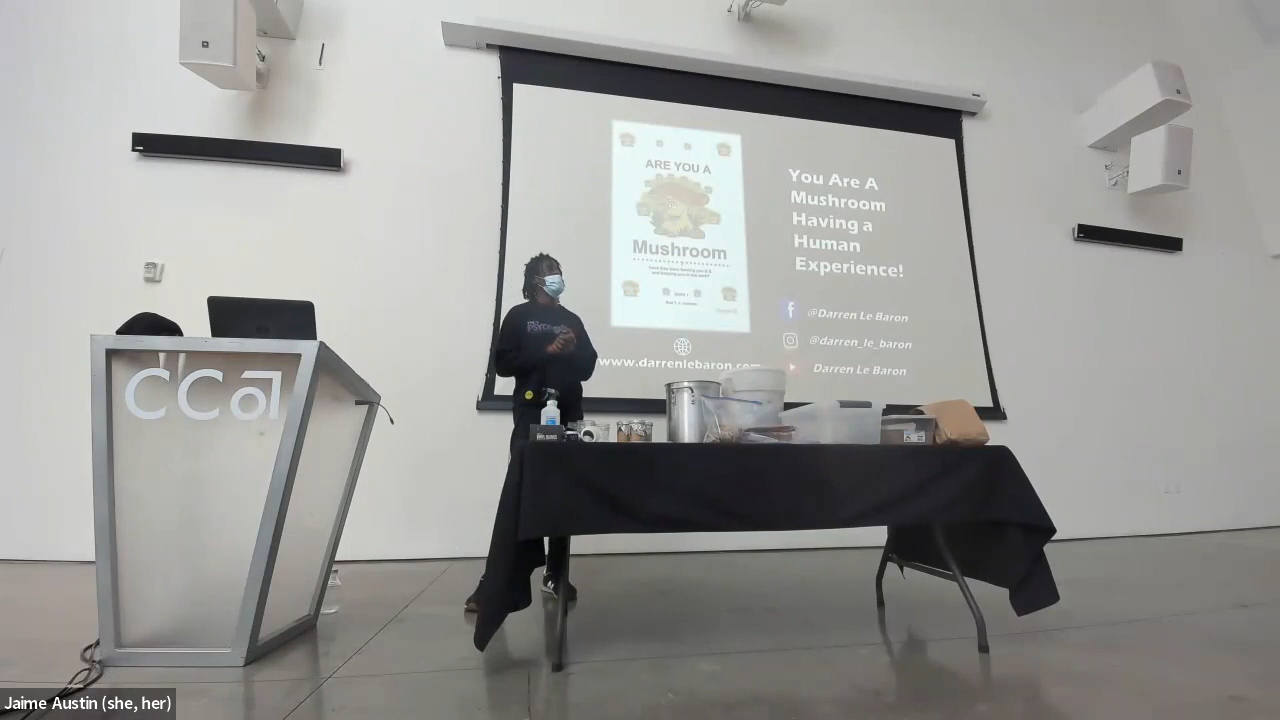 ARE YOU A
Mushroom
You Are A
Mushroom
Having a
Human
Experience!
@Darren Le Baron
@darren_le_baron
Darren Le Baron
www.darrenlebaron.com
CCA
Jaime Austin (she, her)